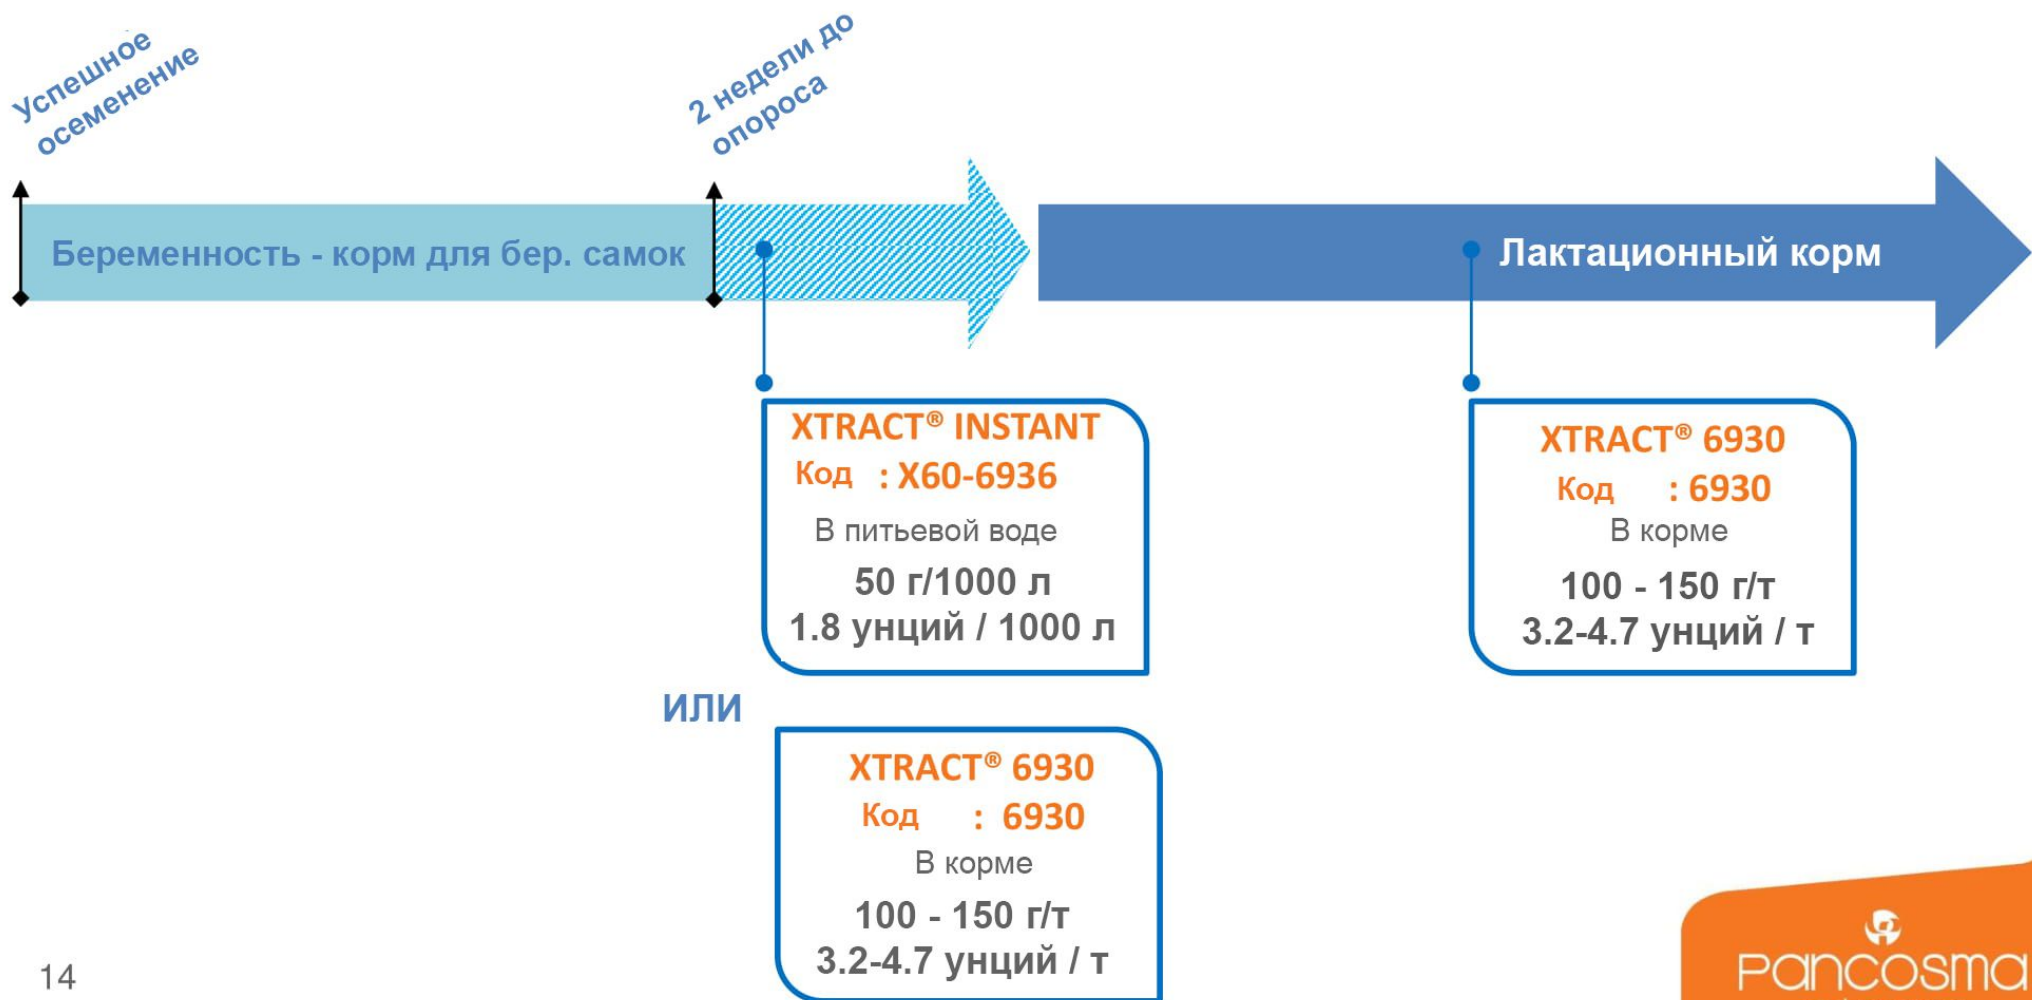 Успешное
осеменение
2 недели до
опороса
Беременность - корм для бер. самок
Лактационный корм
XTRACT® INSTANT
Код : X60-6936
В питьевой воде
50 г/1000 л
1.8 унций / 1000 л
XTRACT® 6930
Код : 6930
В корме
100 - 150 г/т
3.2-4.7 унций / т
ИЛИ
XTRACT® 6930
Код : 6930
В корме
100 - 150 г/т
3.2-4.7 унций / т
14
Pancosma